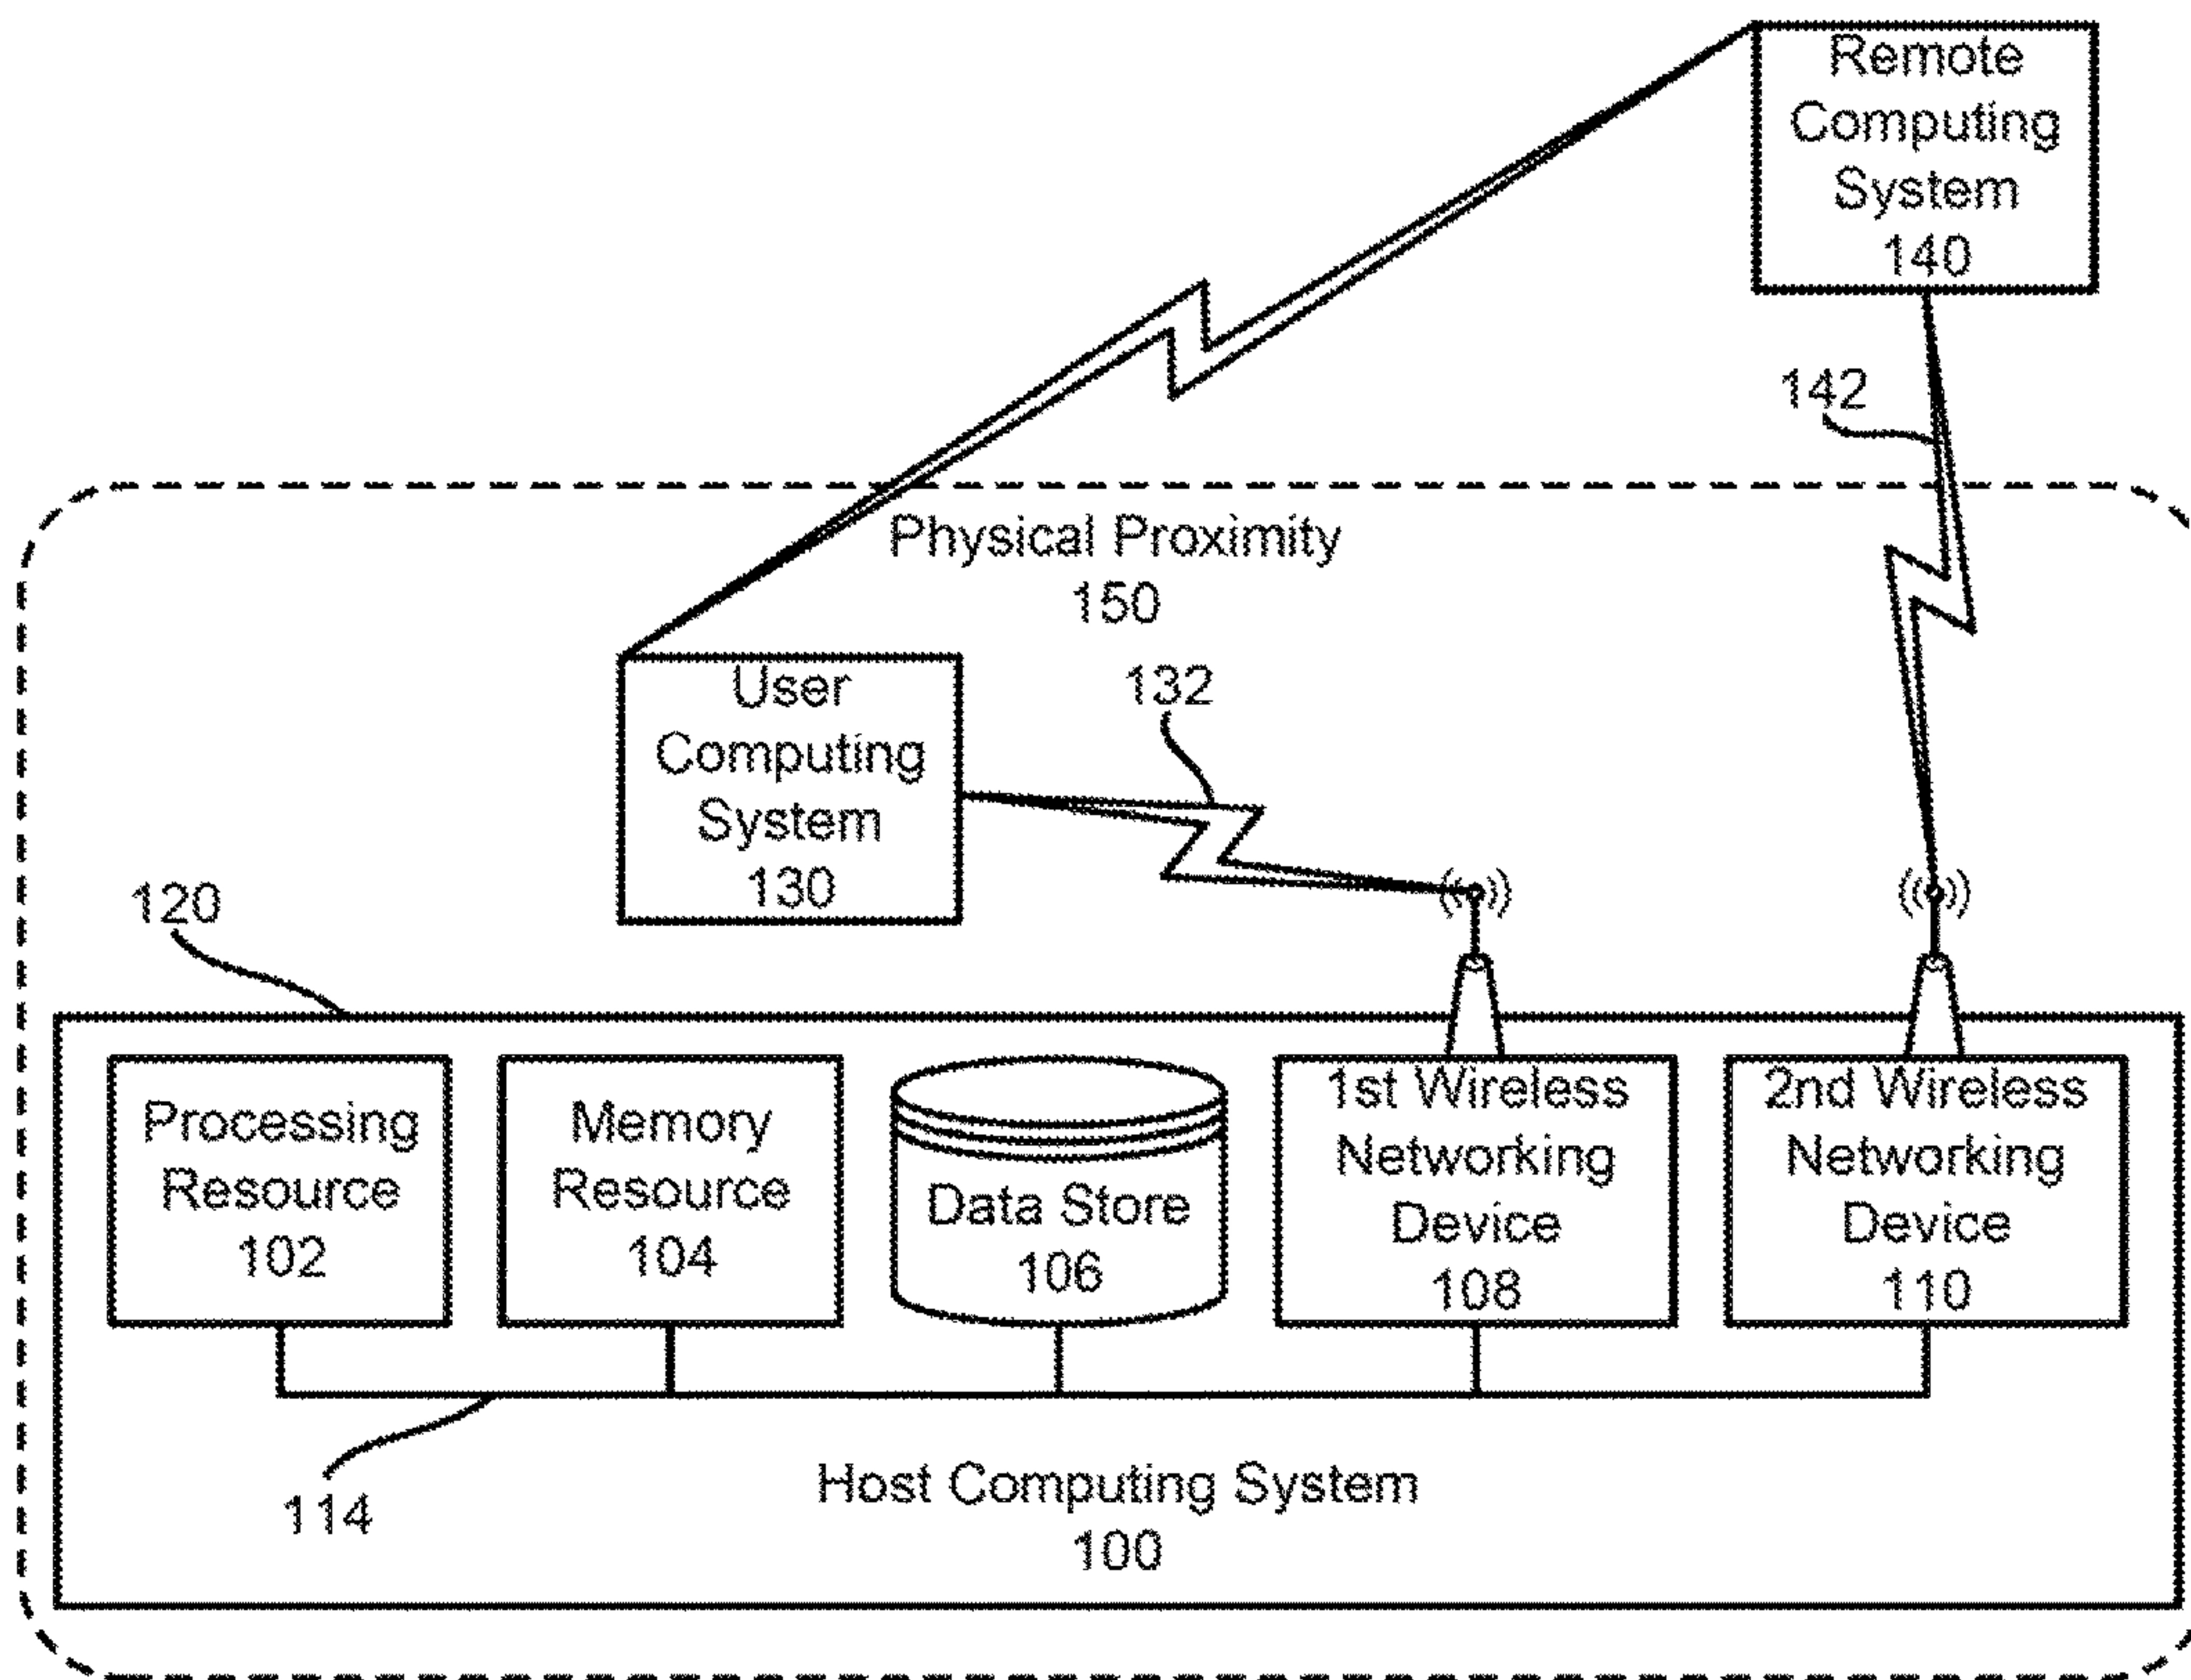 Remote
Computing
System
140
142
Physical Proximity
150
User
Computing
System
130
132
120
Processing
Resource
102
Memory
Resource
104
Data Store
106
1st Wireless
Networking
Device
108
2nd Wireless
Networking
Device
110
114
Host Computing System
100